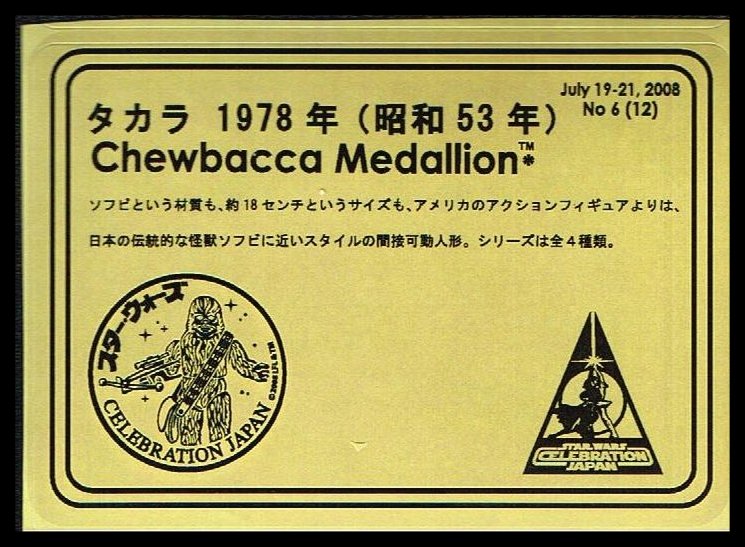 July 19-21, 2008
No 6 (12)
タカラ 1978 年 (昭和 53 年)
Chewbacca Medallion™*
ソフビという材質も、約 18 センチというサイズも、アメリカのアクションフィギュアよりは、
日本の伝統的な怪獣ソフビに近いスタイルの間接可動人形。シリーズは全 4 種類。
スター・ウォーズ
CELEBRATION JAPAN
© 2008 LFL & TM
STAR WARS
CELEBRATION
JAPAN